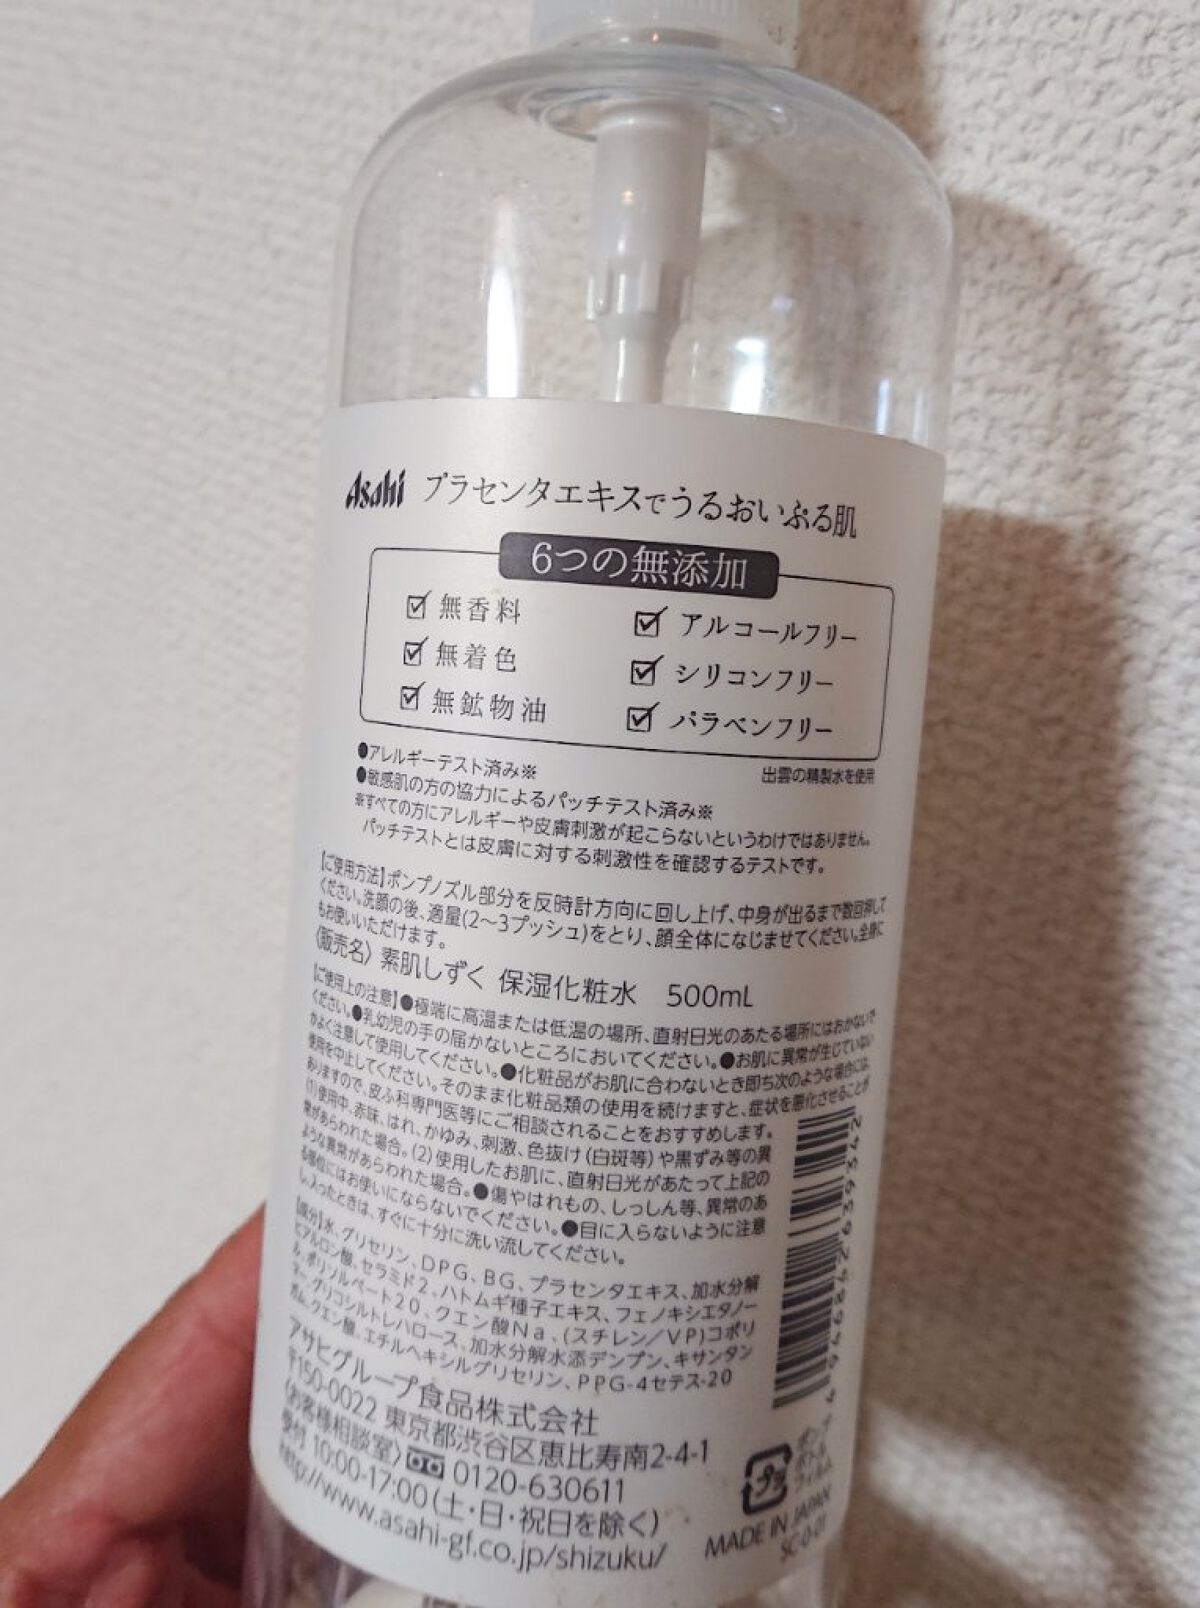 Asahi プラセンタエキスでうるおいぷる肌
6つの無添加
☑ 無香料 ☑ アルコールフリー
☑ 無着色 ☑ シリコンフリー
☑ 無鉱物油 ☑ パラベンフリー
●アレルギーテスト済み※ 出雲の精製水を使用
●敏感肌の方の協力によるパッチテスト済み※
※すべての方にアレルギーや皮膚刺激が起こらないというわけではありません。
パッチテストとは皮膚に対する刺激性を確認するテストです。
【ご使用方法】ポンプノズル部分を反時計方向に回し上げ、中身が出るまで数回押して
ください。洗顔の後、適量(2〜3プッシュ)をとり、顔全体になじませてください。全身に
もお使いいただけます。
〈販売名〉 素肌しずく 保湿化粧水 500mL
【ご使用上の注意】●極端に高温または低温の場所、直射日光のあたる場所にはおかないで
ください。●乳幼児の手の届かないところにおいてください。●お肌に異常が生じていない
かよく注意して使用してください。●化粧品がお肌に合わないとき即ち次のような場合には、
使用を中止してください。そのまま化粧品類の使用を続けますと、症状を悪化させることが
ありますので、皮ふ科専門医等にご相談されることをおすすめします。
(1)使用中、赤味、はれ、かゆみ、刺激、色抜け(白斑等)や黒ずみ等の異
常があらわれた場合。(2)使用したお肌に、直射日光があたって上記の
ような異常があらわれた場合。●傷やはれもの、しっしん等、異常のあ
る部位にはお使いにならないでください。●目に入らないように注意
し、入ったときは、すぐに十分に洗い流してください。
【成分】水、グリセリン、DPG、BG、プラセンタエキス、加水分解
ヒアルロン酸、セラミド2、ハトムギ種子エキス、フェノキシエタノー
ル、ポリソルベート20、クエン酸Na、(スチレン/VP)コポリ
マー、グリコシルトレハロース、加水分解水添デンプン、キサンタン
ガム、クエン酸、エチルヘキシルグリセリン、PPG-4セテス-20
アサヒグループ食品株式会社
〒150-0022 東京都渋谷区恵比寿南2-4-1
〈お客様相談室〉 0120-630611
受付 10:00-17:00(土・日・祝日を除く)
http://www.asahi-gf.co.jp/shizuku/
4 946842 639342
プラ
ポンプ
ボトル
フィルム
MADE IN JAPAN
SC-0-01